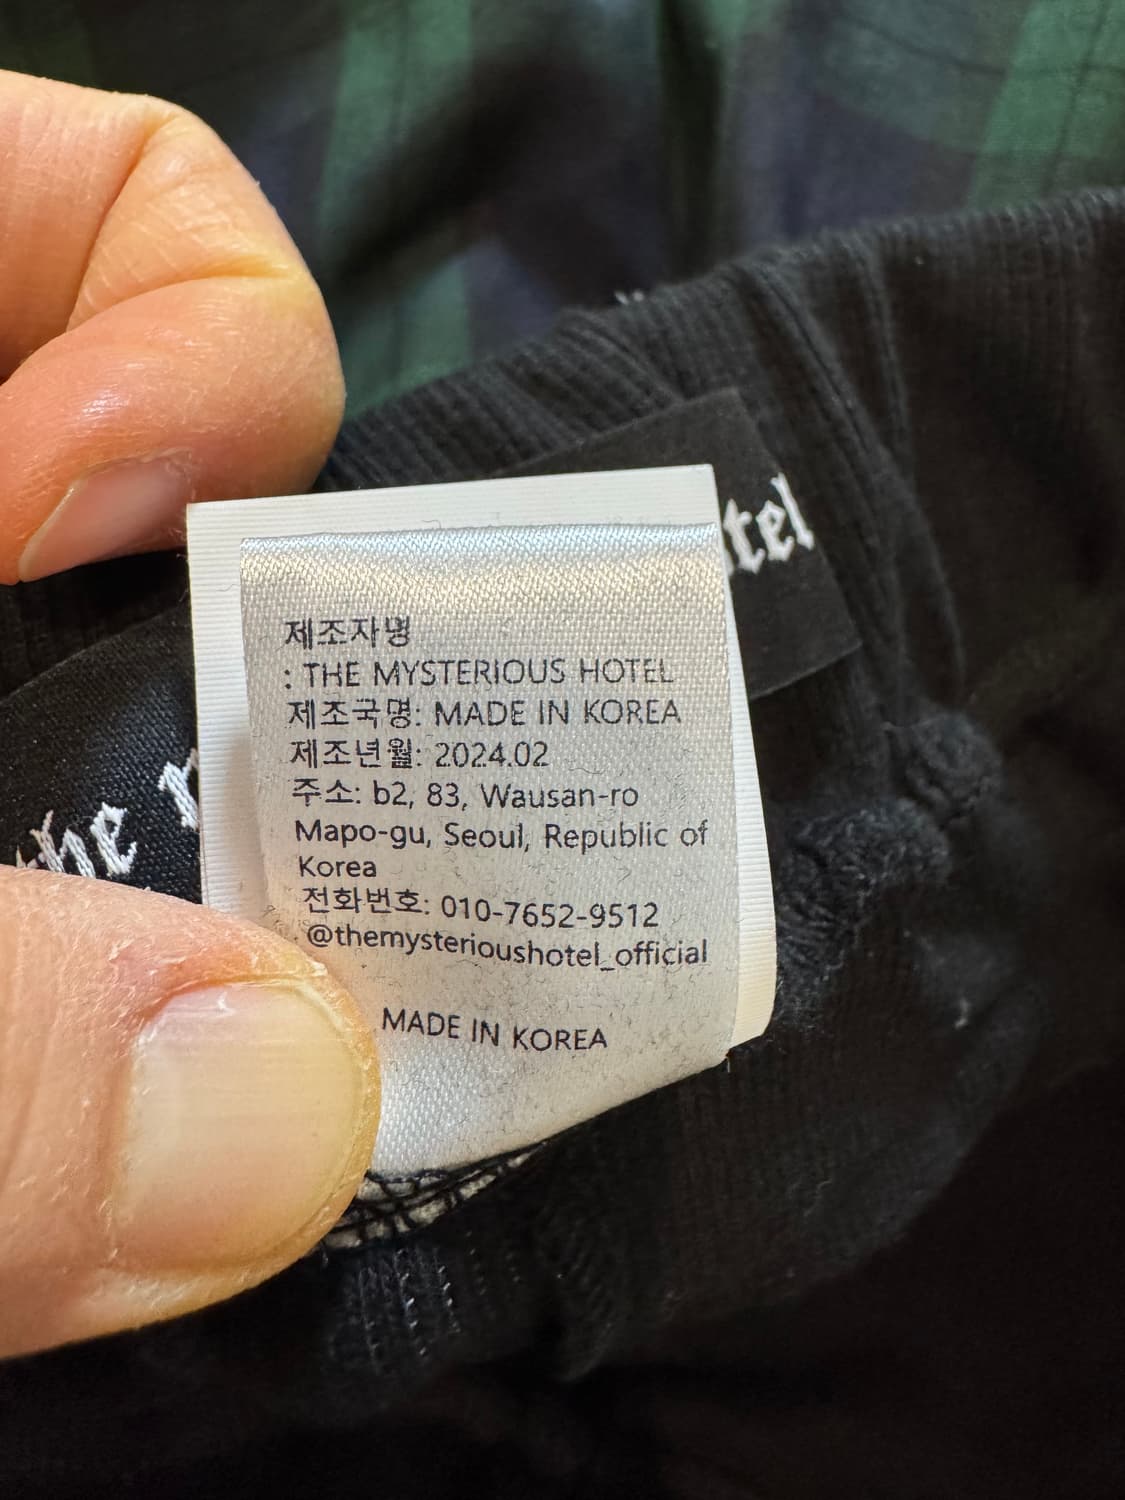 제조자명
: THE MYSTERIOUS HOTEL
제조국명: MADE IN KOREA
제조년월: 2024.02
주소: b2, 83, Wausan-ro
Mapo-gu, Seoul, Republic of
Korea
전화번호: 010-7652-9512
@themysterioushotel_official
MADE IN KOREA
the